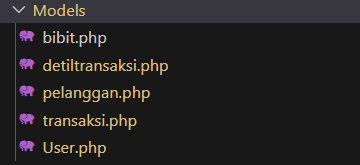 Models
bibit.php
detiltransaksi.php
pelanggan.php
transaksi.php
User.php